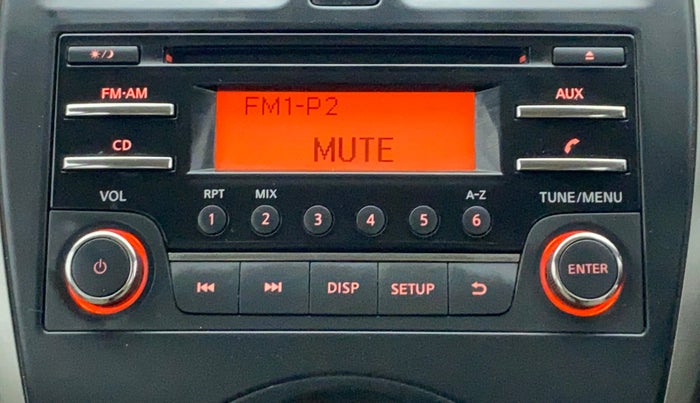 FM·AM
AUX
FM1-P2
CD
MUTE
VOL
RPT
MIX
A-Z
TUNE/MENU
1
2
3
4
5
6
ENTER
DISP
SETUP